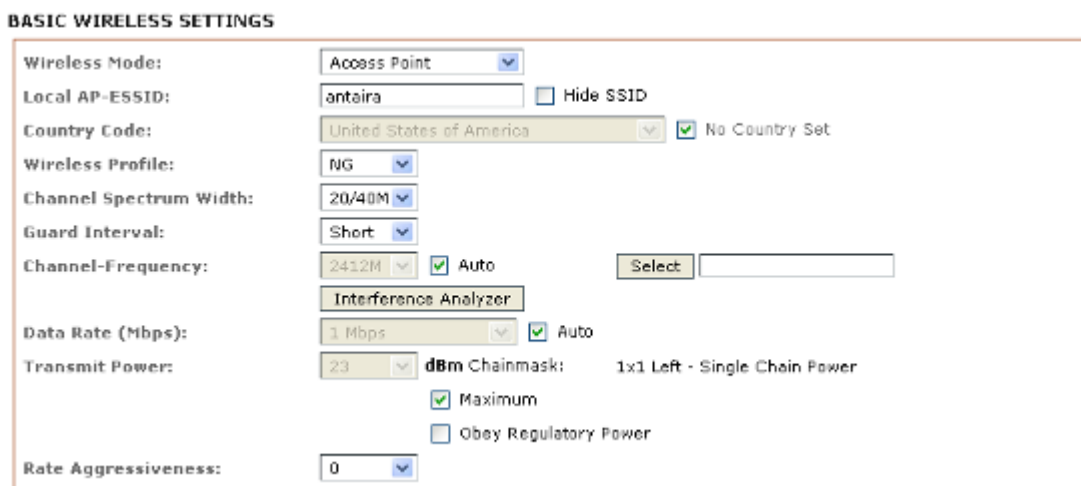 BASIC WIRELESS SETTINGS
Wireless Mode: Access Point
Local AP-ESSID: antaira Hide SSID
Country Code: United States of America No Country Set
Wireless Profile: NG
Channel Spectrum Width: 20/40M
Guard Interval: Short
Channel-Frequency: 2412M Auto Select
Interference Analyzer
Data Rate (Mbps): 1 Mbps Auto
Transmit Power: 23 dBm Chainmask: 1x1 Left - Single Chain Power
Maximum
Obey Regulatory Power
Rate Aggressiveness: 0